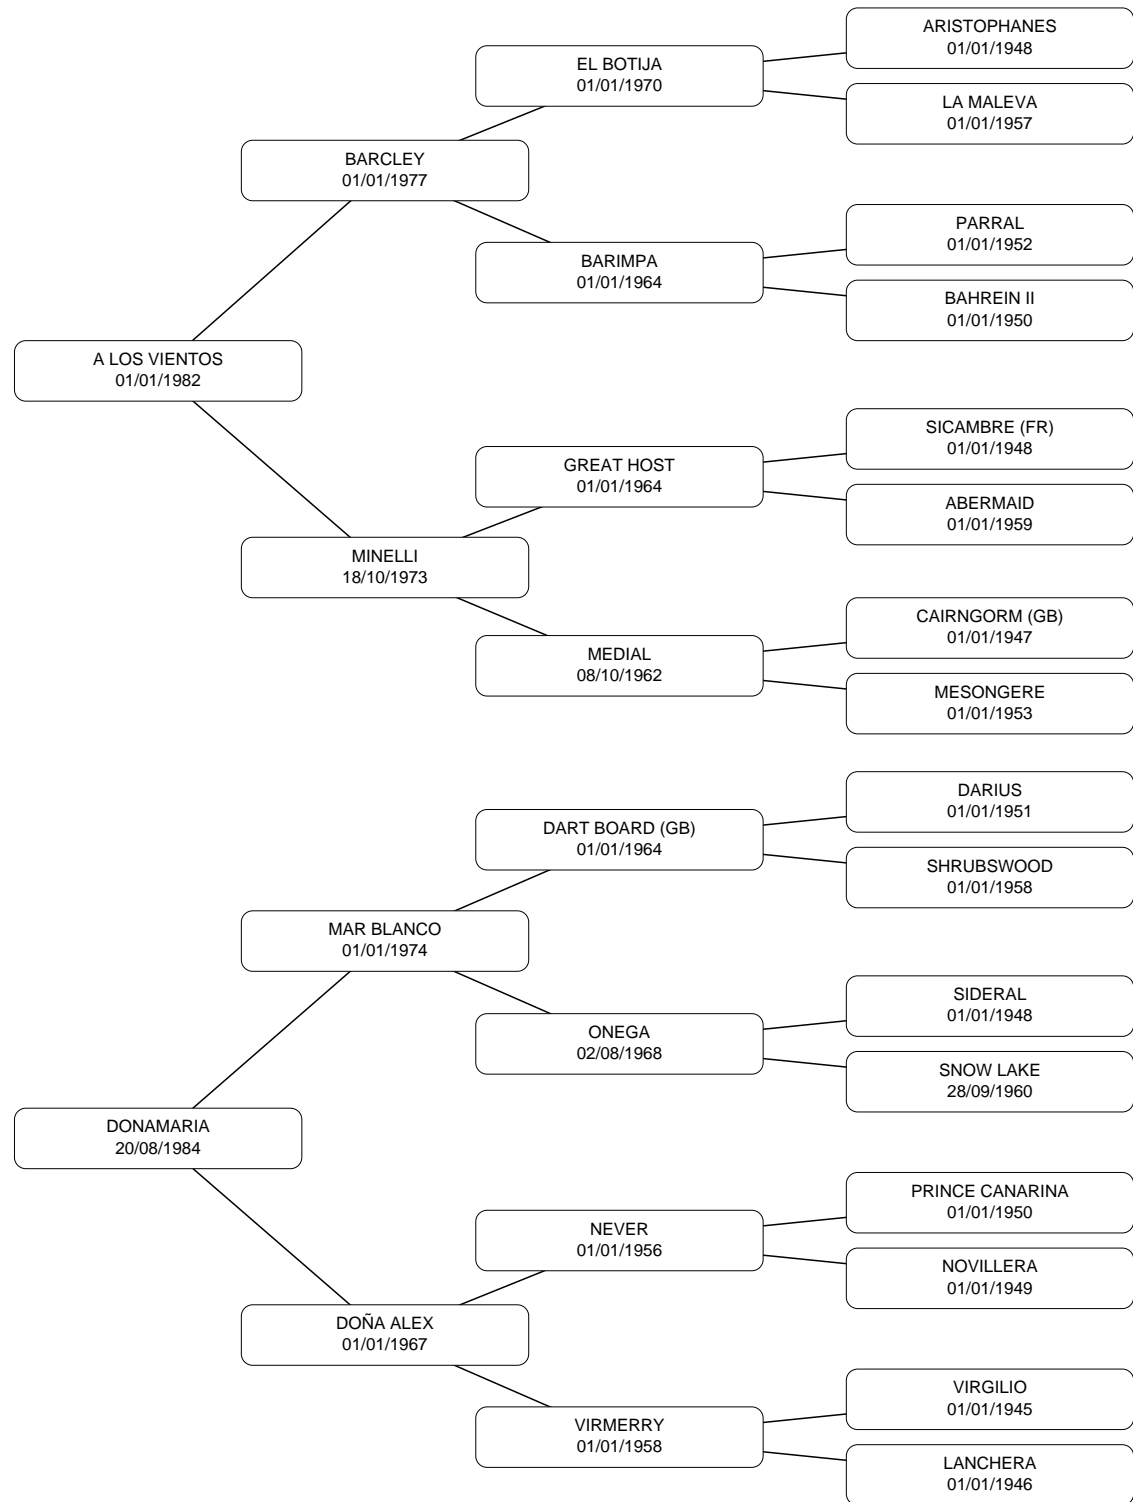 ARISTOPHANES
01/01/1948
EL BOTIJA
01/01/1970
LA MALEVA
01/01/1957
BARCLEY
01/01/1977
PARRAL
01/01/1952
BARIMPA
01/01/1964
BAHREIN II
01/01/1950
A LOS VIENTOS
01/01/1982
SICAMBRE (FR)
01/01/1948
GREAT HOST
01/01/1964
ABERMAID
01/01/1959
MINELLI
18/10/1973
CAIRNGORM (GB)
01/01/1947
MEDIAL
08/10/1962
MESONGERE
01/01/1953
DARIUS
01/01/1951
DART BOARD (GB)
01/01/1964
SHRUBSWOOD
01/01/1958
MAR BLANCO
01/01/1974
SIDERAL
01/01/1948
ONEGA
02/08/1968
SNOW LAKE
28/09/1960
DONAMARIA
20/08/1984
PRINCE CANARINA
01/01/1950
NEVER
01/01/1956
NOVILLERA
01/01/1949
DOÑA ALEX
01/01/1967
VIRGILIO
01/01/1945
VIRMERRY
01/01/1958
LANCHERA
01/01/1946